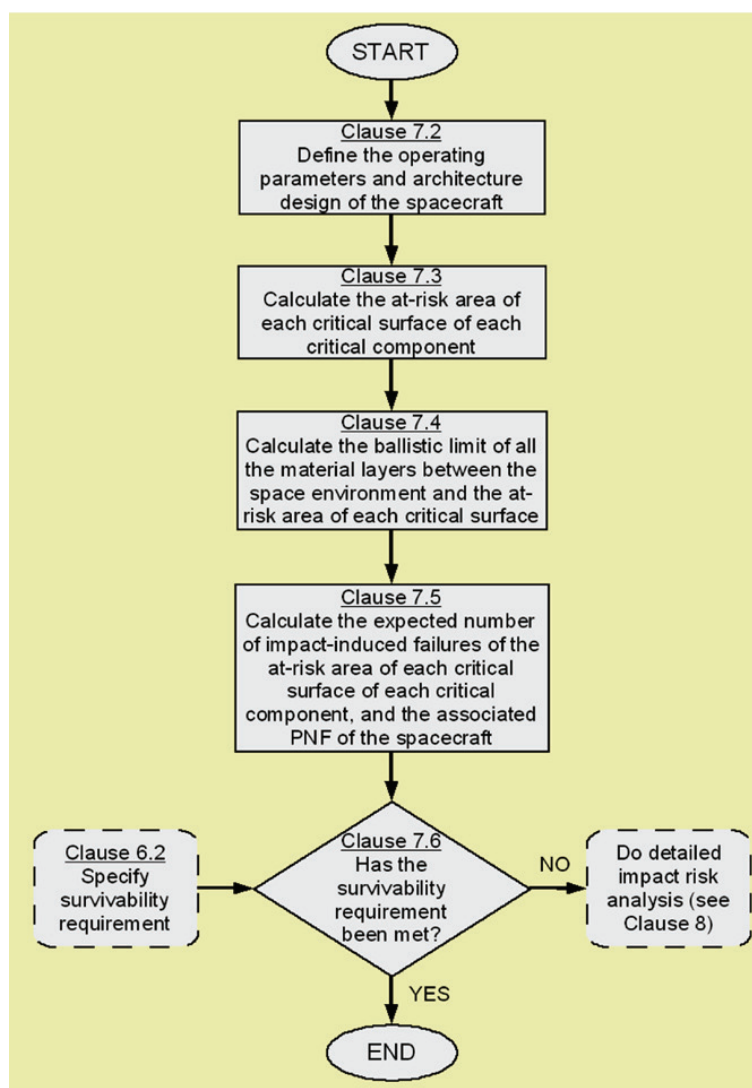 START
Clause 7.2
Define the operating
parameters and architecture
design of the spacecraft
Clause 7.3
Calculate the at-risk area of
each critical surface of each
critical component
Clause 7.4
Calculate the ballistic limit of all
the material layers between the
space environment and the at-
risk area of each critical surface
Clause 7.5
Calculate the expected number
of impact-induced failures of the
at-risk area of each critical
surface of each critical
component, and the associated
PNF of the spacecraft
Clause 6.2
Specify
survivability
requirement
Clause 7.6
Has the
survivability
requirement
been met?
NO
Do detailed
impact risk
analysis (see
Clause 8)
YES
END